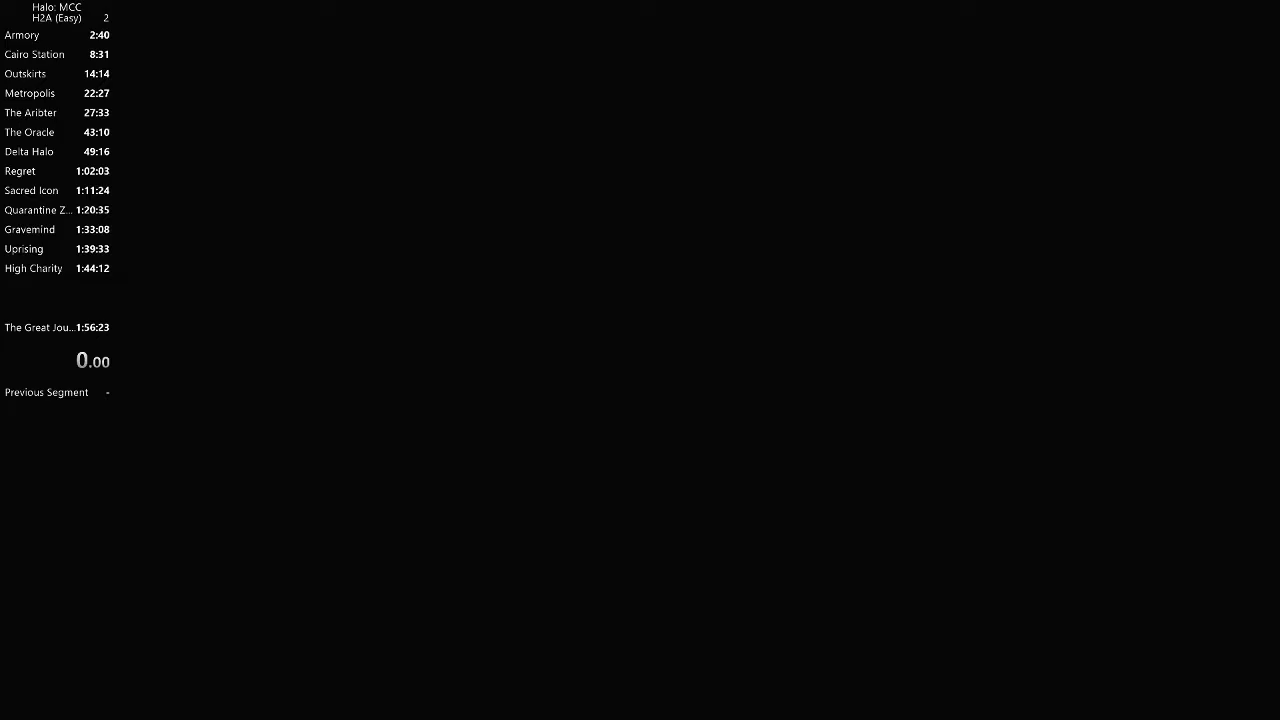 Halo: MCC
H2A (Easy) 2
Armory 2:40
Cairo Station 8:31
Outskirts 14:14
Metropolis 22:27
The Aribter 27:33
The Oracle 43:10
Delta Halo 49:16
Regret 1:02:03
Sacred Icon 1:11:24
Quarantine Z... 1:20:35
Gravemind 1:33:08
Uprising 1:39:33
High Charity 1:44:12
The Great Jou... 1:56:23
0.00
Previous Segment -